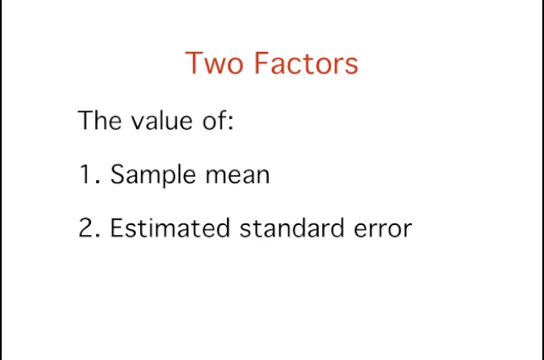 Two Factors
The value of:
1. Sample mean
2. Estimated standard error